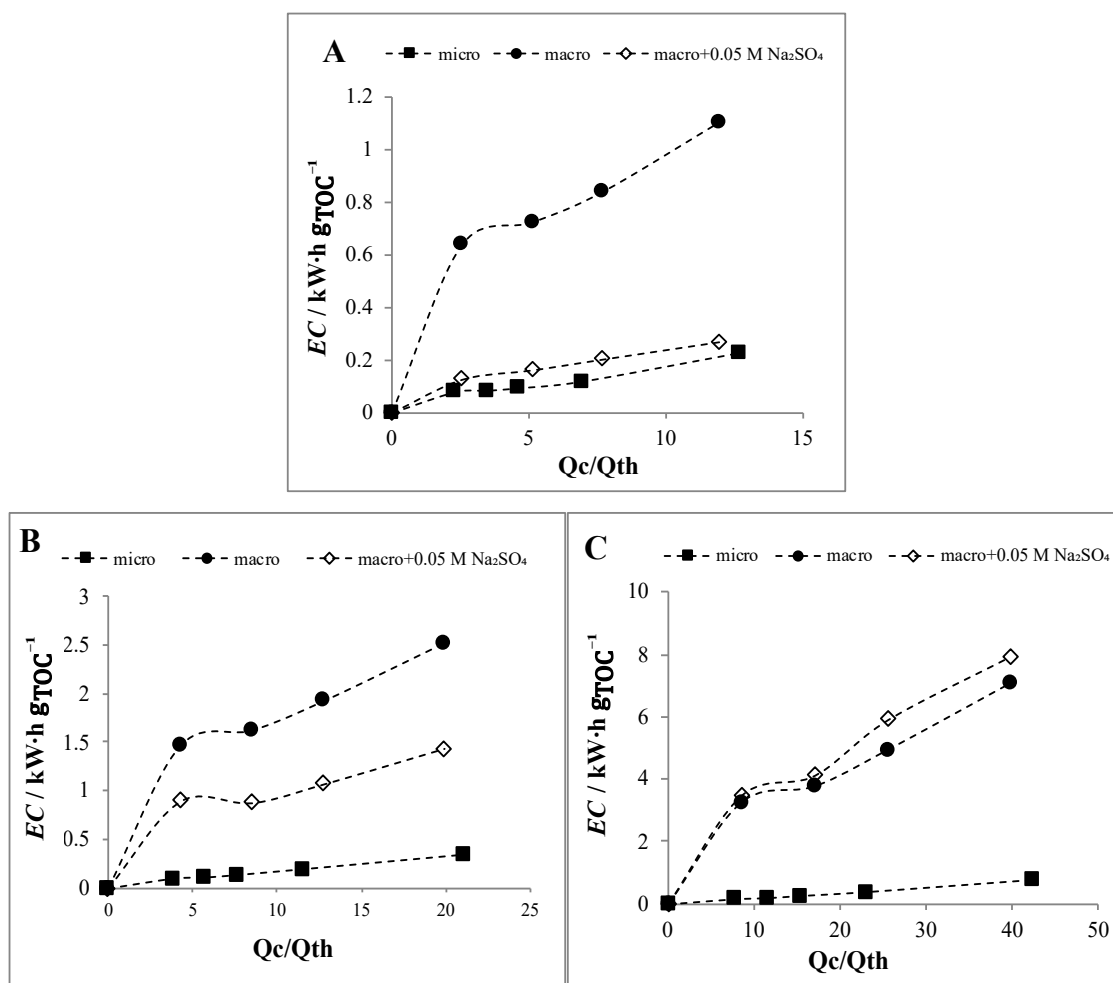 A
micro macro macro+0.05 M Na₂SO₄
EC / kW·h gTOC⁻¹
1.2
1
0.8
0.6
0.4
0.2
0
0 5 10 15
Qc/Qth
B
micro macro macro+0.05 M Na₂SO₄
EC / kW·h gTOC⁻¹
3
2.5
2
1.5
1
0.5
0
0 5 10 15 20 25
Qc/Qth
C
micro macro macro+0.05 M Na₂SO₄
EC / kW·h gTOC⁻¹
10
8
6
4
2
0
0 10 20 30 40 50
Qc/Qth